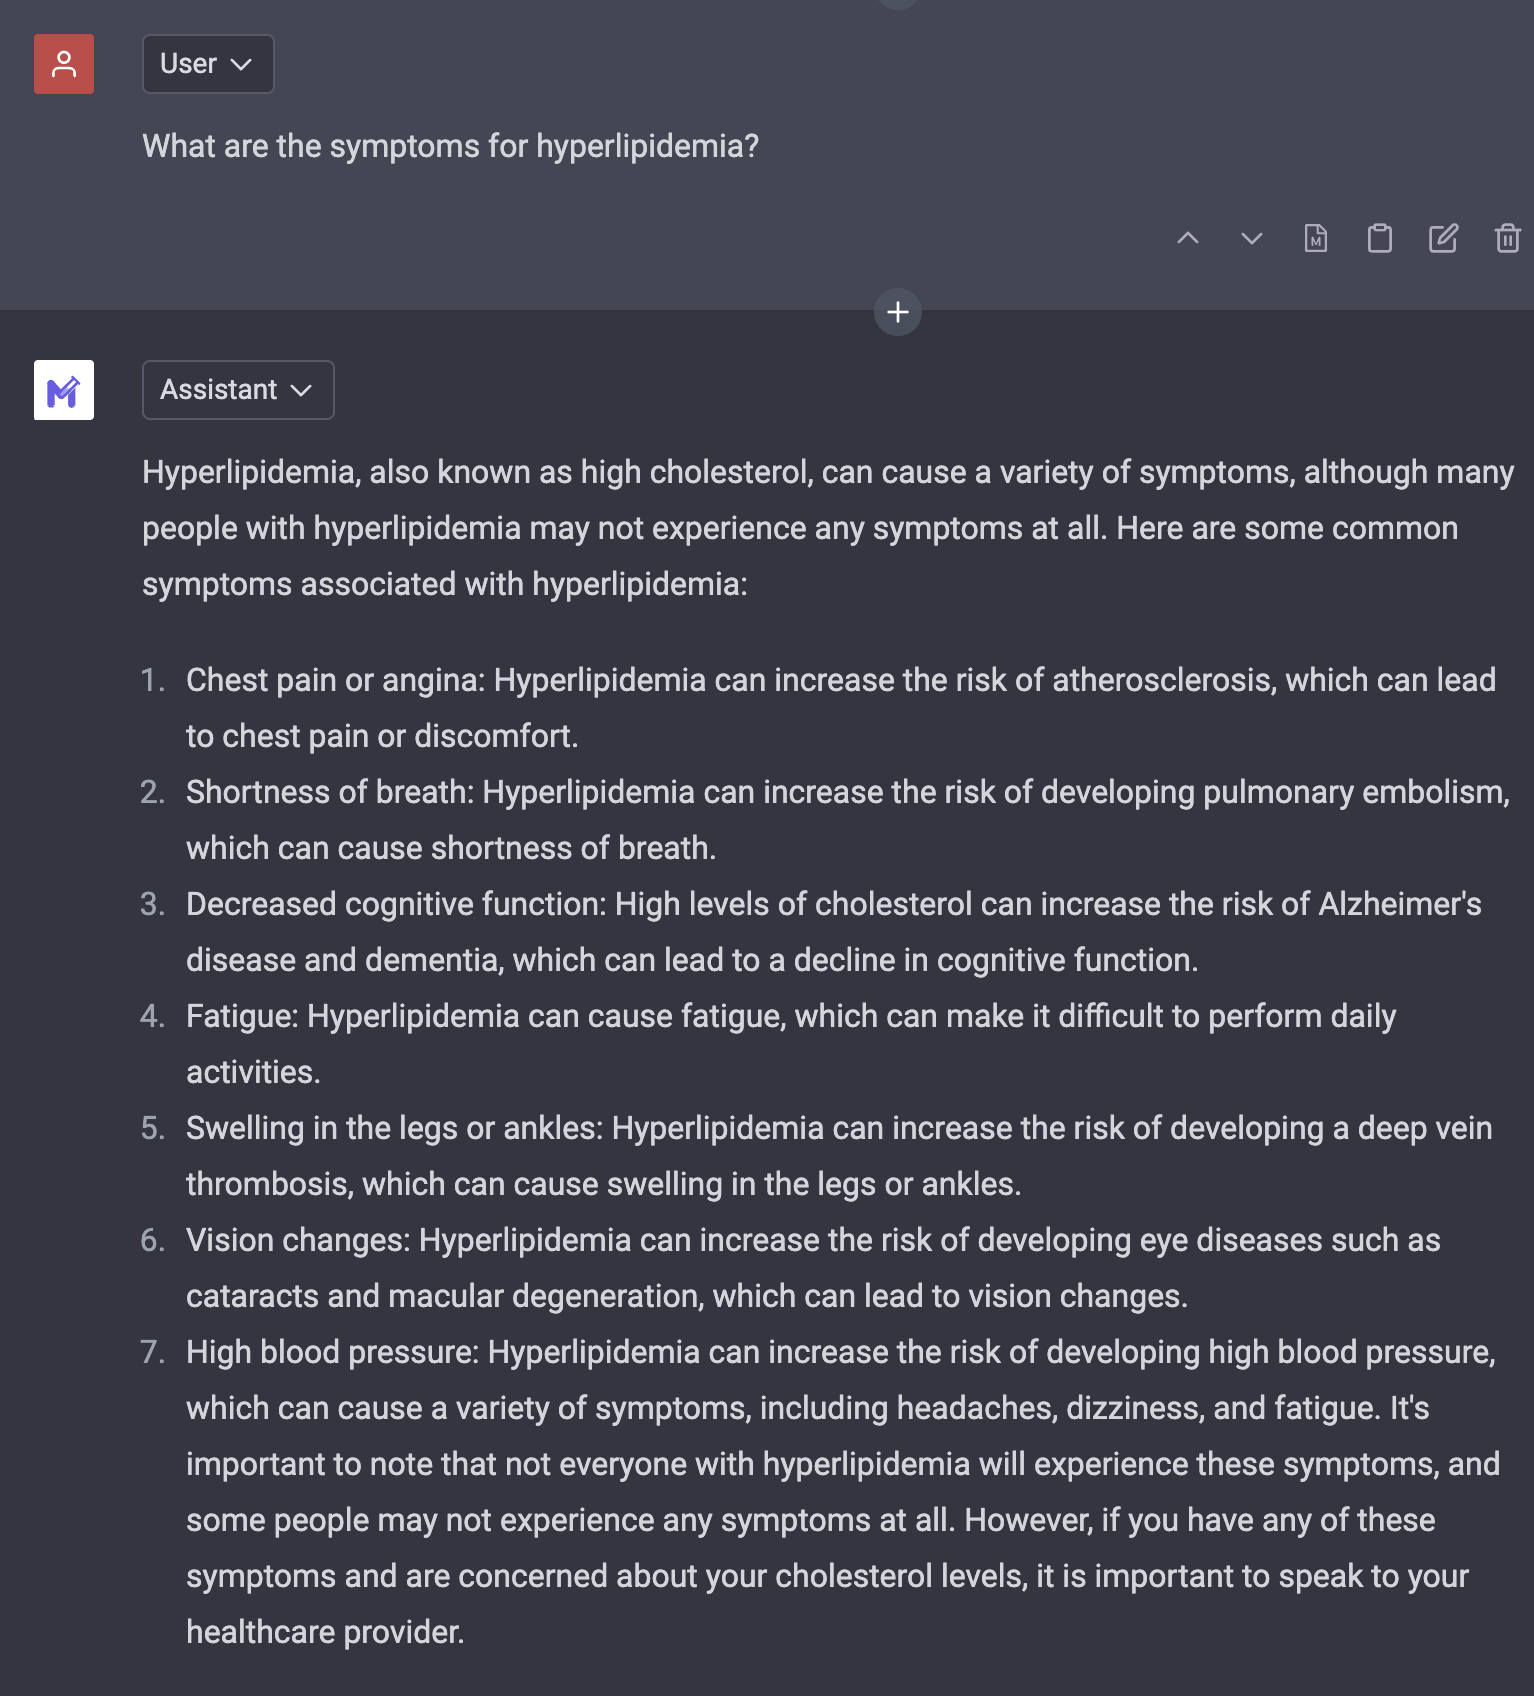 User
What are the symptoms for hyperlipidemia?
Assistant
Hyperlipidemia, also known as high cholesterol, can cause a variety of symptoms, although many
people with hyperlipidemia may not experience any symptoms at all. Here are some common
symptoms associated with hyperlipidemia:
1. Chest pain or angina: Hyperlipidemia can increase the risk of atherosclerosis, which can lead
to chest pain or discomfort.
2. Shortness of breath: Hyperlipidemia can increase the risk of developing pulmonary embolism,
which can cause shortness of breath.
3. Decreased cognitive function: High levels of cholesterol can increase the risk of Alzheimer's
disease and dementia, which can lead to a decline in cognitive function.
4. Fatigue: Hyperlipidemia can cause fatigue, which can make it difficult to perform daily
activities.
5. Swelling in the legs or ankles: Hyperlipidemia can increase the risk of developing a deep vein
thrombosis, which can cause swelling in the legs or ankles.
6. Vision changes: Hyperlipidemia can increase the risk of developing eye diseases such as
cataracts and macular degeneration, which can lead to vision changes.
7. High blood pressure: Hyperlipidemia can increase the risk of developing high blood pressure,
which can cause a variety of symptoms, including headaches, dizziness, and fatigue. It's
important to note that not everyone with hyperlipidemia will experience these symptoms, and
some people may not experience any symptoms at all. However, if you have any of these
symptoms and are concerned about your cholesterol levels, it is important to speak to your
healthcare provider.